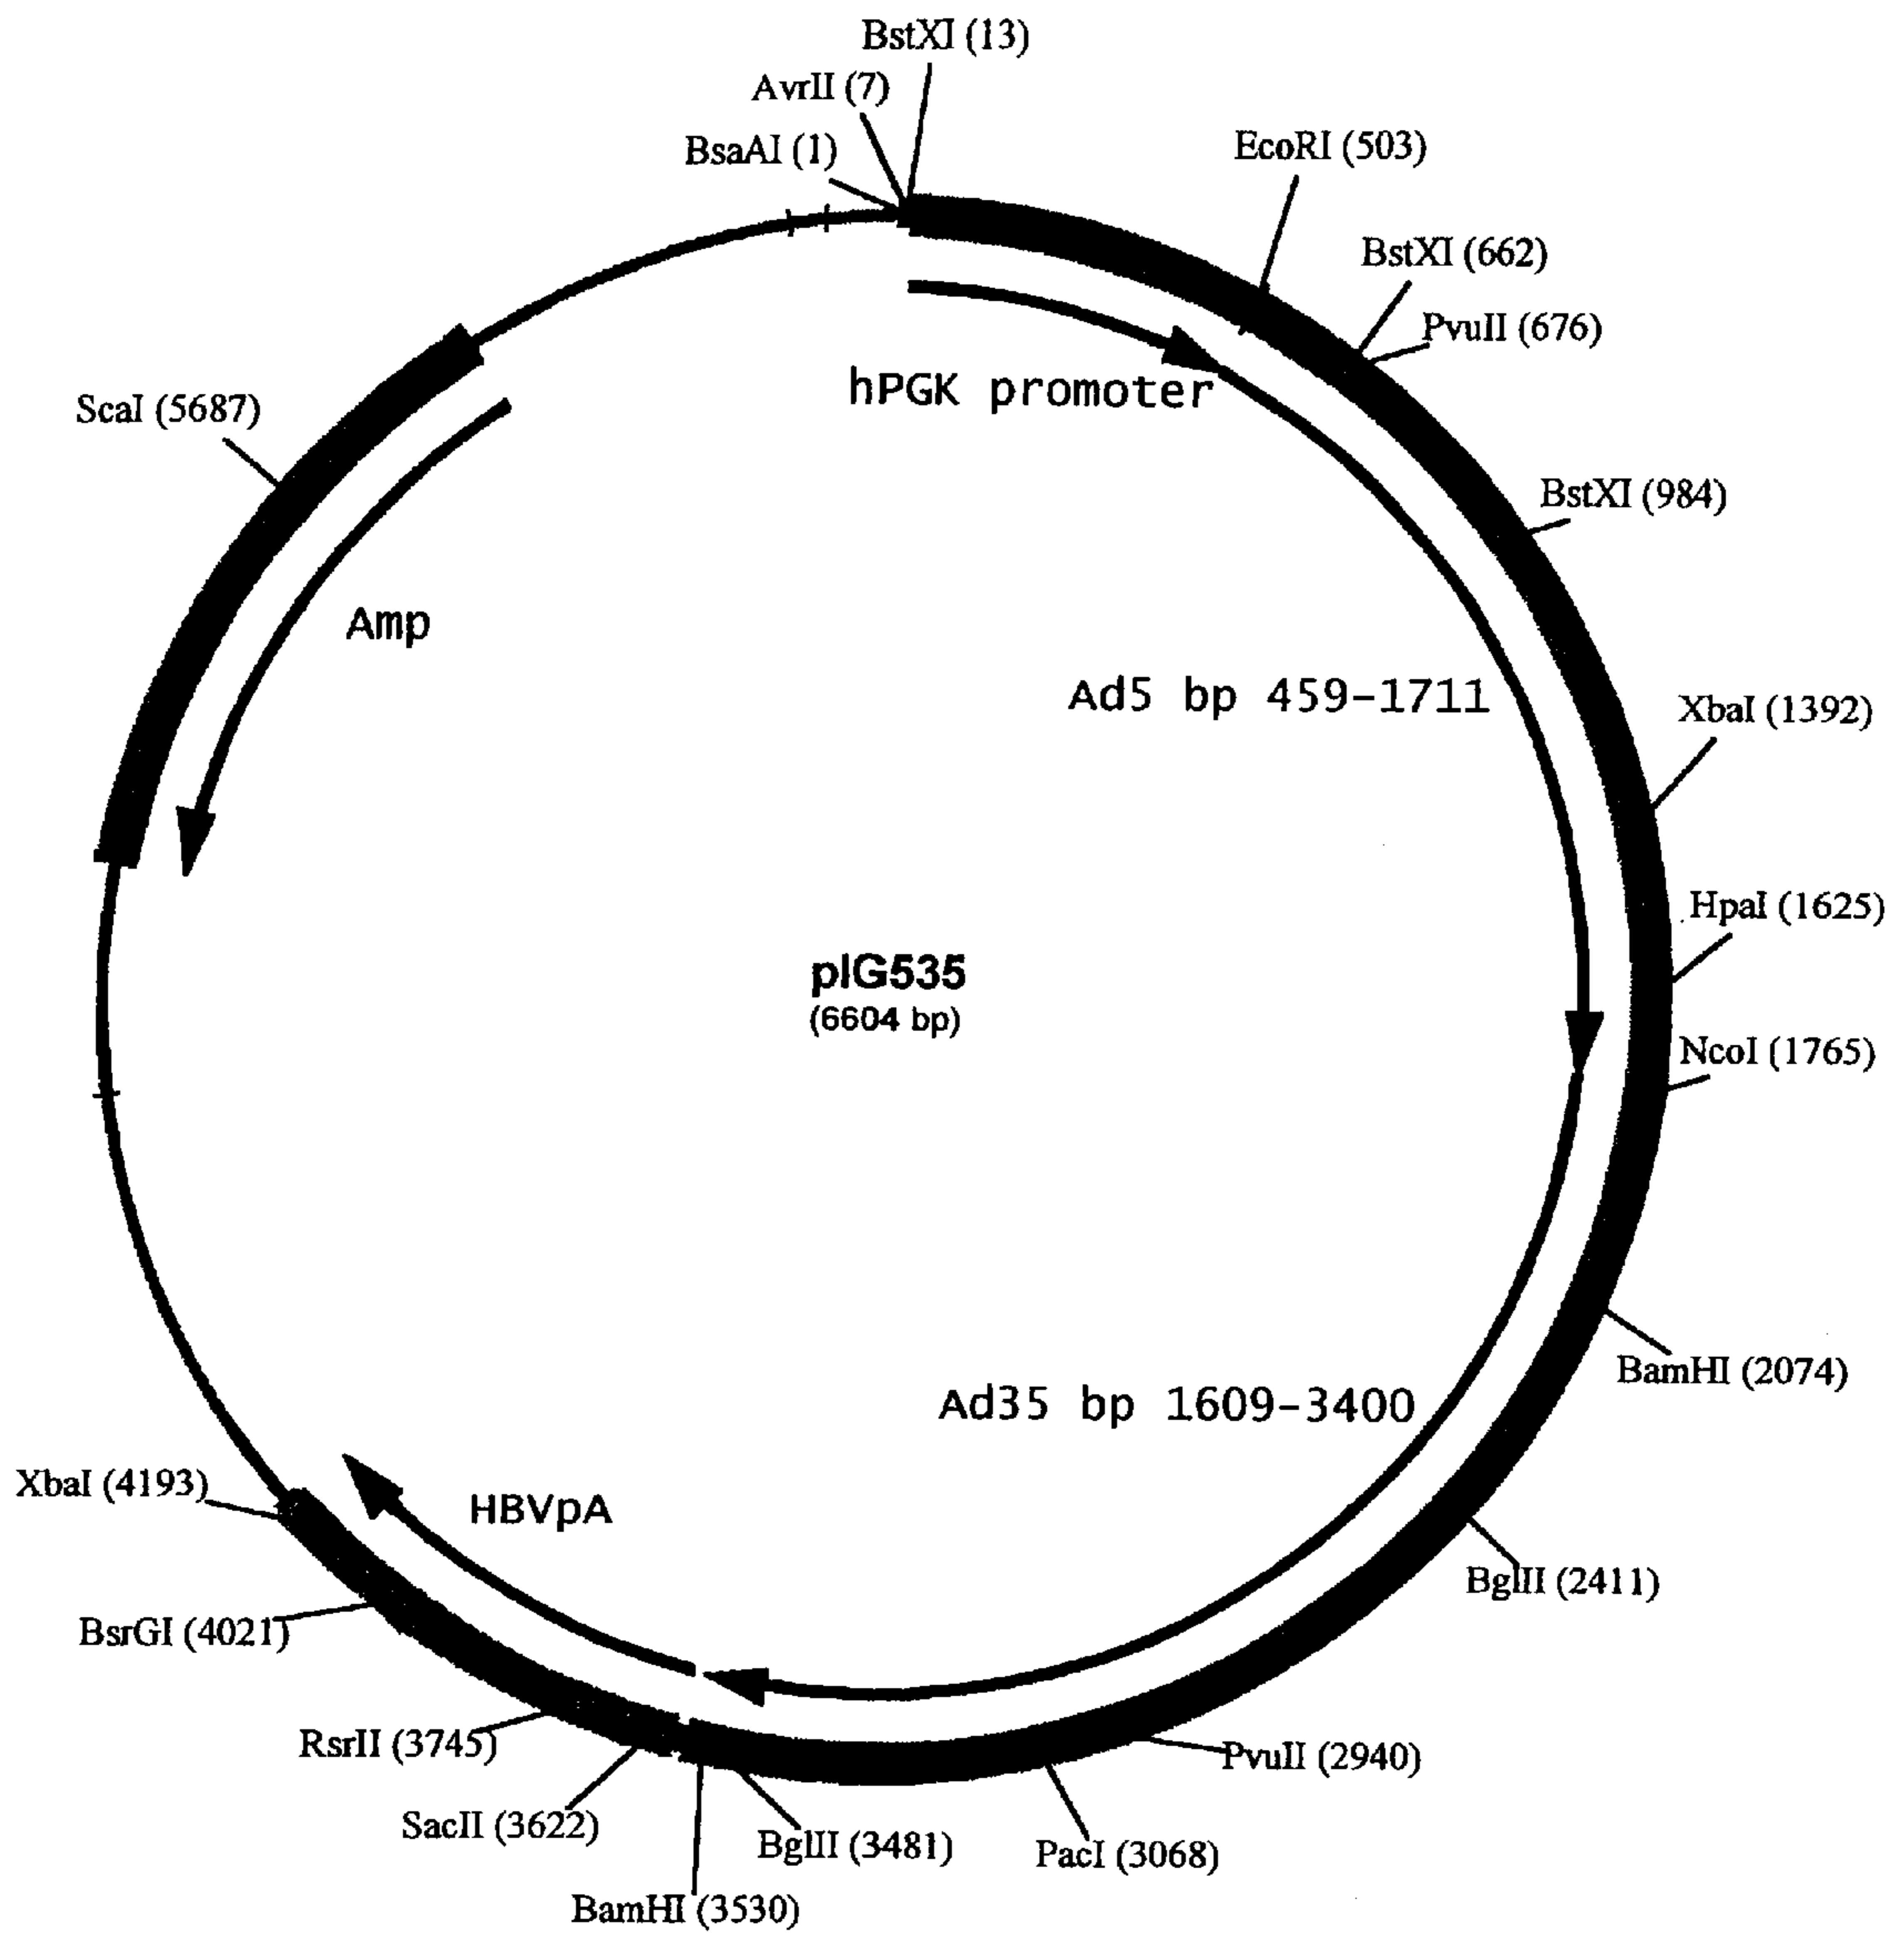 BstXI (13)
AvrII (7)
BsaAI (1)
EcoRI (503)
BstXI (662)
PvuII (676)
hPGK promoter
ScaI (5687)
BstXI (984)
Amp
Ad5 bp 459-1711
XbaI (1392)
HpaI (1625)
pIG535
(6604 bp)
NcoI (1765)
BamHI (2074)
Ad35 bp 1609-3400
XbaI (4193)
HBVpA
BglII (2411)
BsrGI (4021)
RsrII (3745)
PvuII (2940)
SacII (3622)
BglII (3481)
PacI (3068)
BamHI (3530)